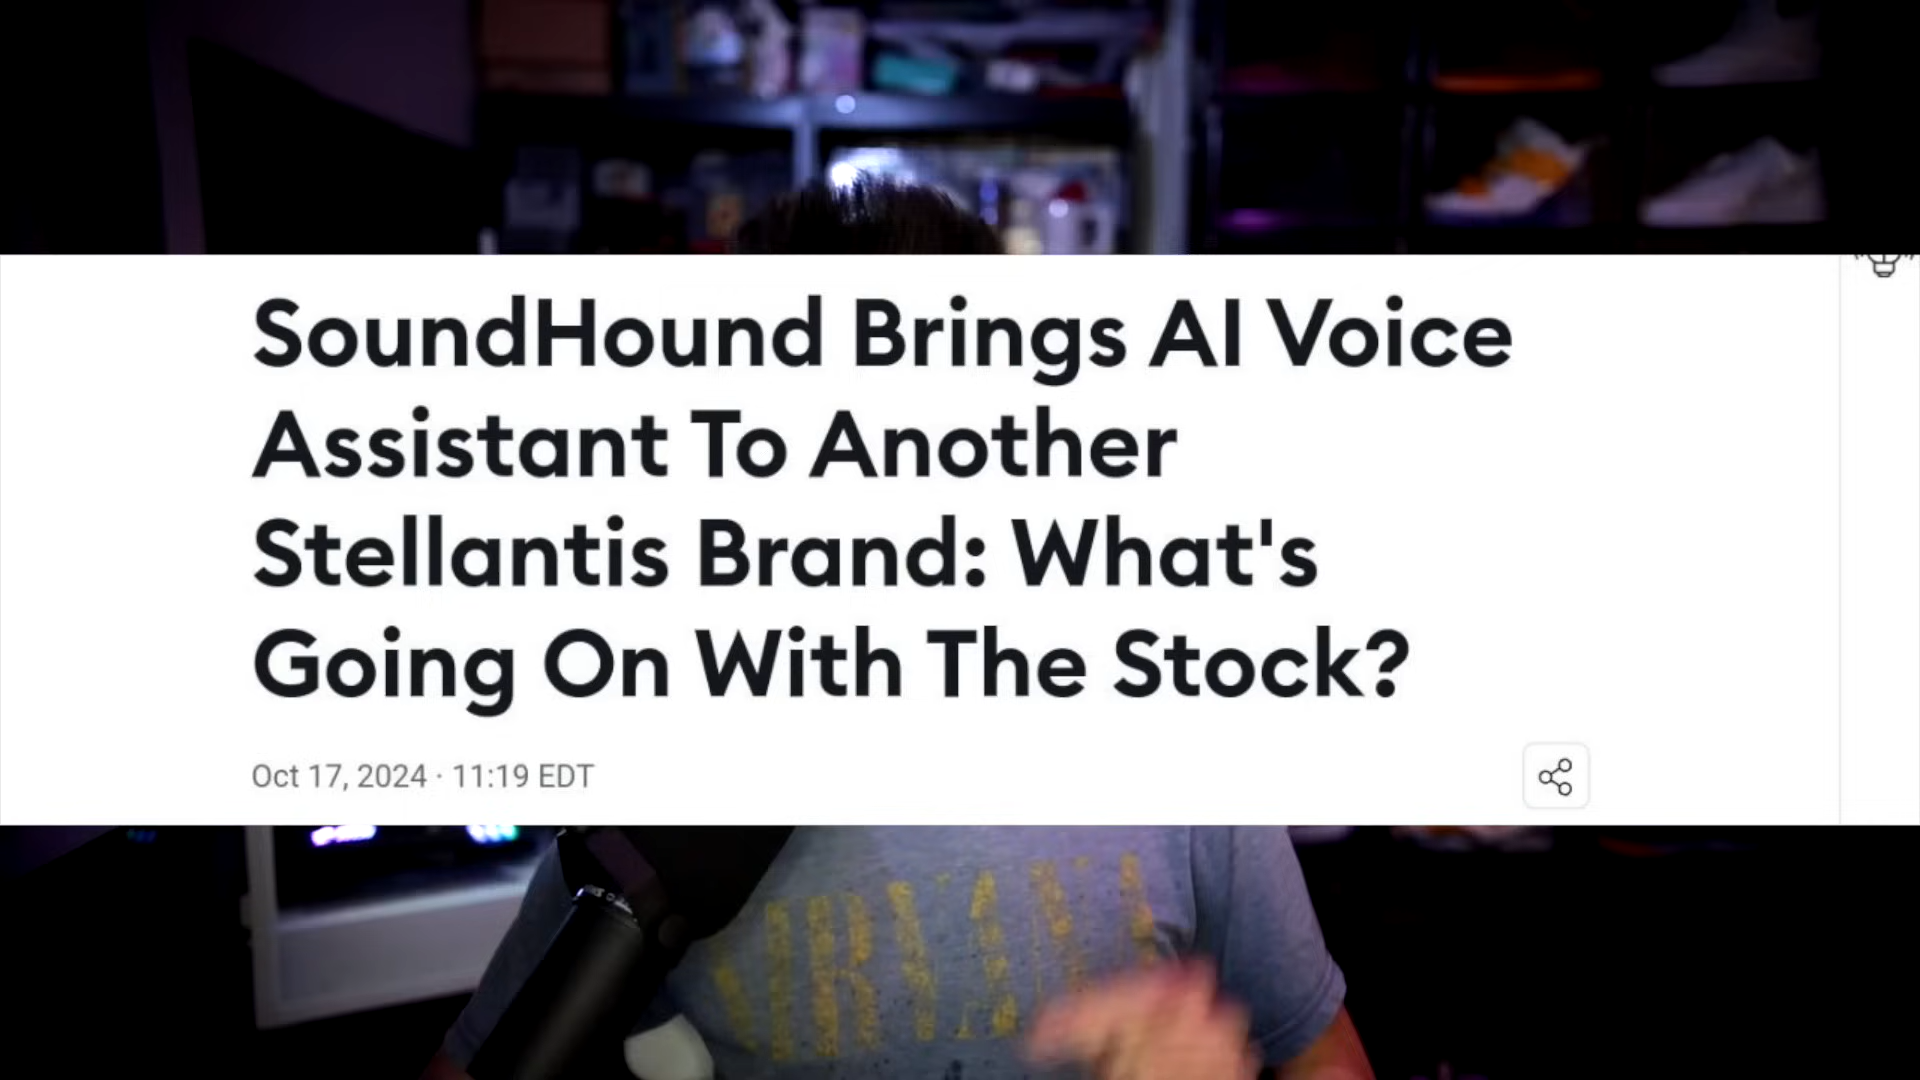 SoundHound Brings AI Voice
Assistant To Another
Stellantis Brand: What's
Going On With The Stock?
Oct 17, 2024 · 11:19 EDT
NIRVANA